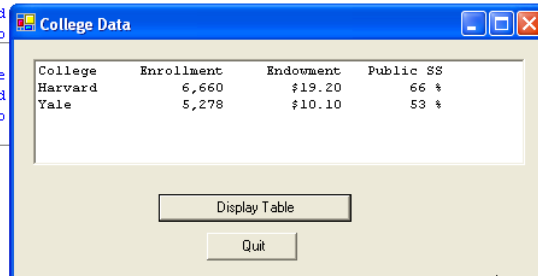 College Data
College Enrollment Endowment Public SS
Harvard 6,660 $19.20 66 %
Yale 5,278 $10.10 53 %
Display Table
Quit